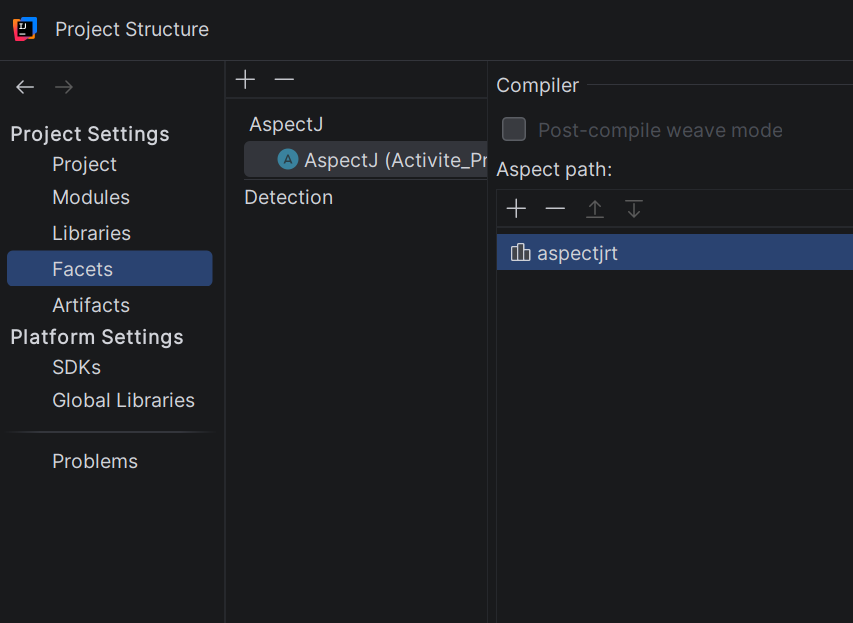 Project Structure
Project Settings
Project
Modules
Libraries
Facets
Artifacts
Platform Settings
SDKs
Global Libraries
Problems
AspectJ
AspectJ (Activite_Pr
Detection
Compiler
Post-compile weave mode
Aspect path:
aspectjrt